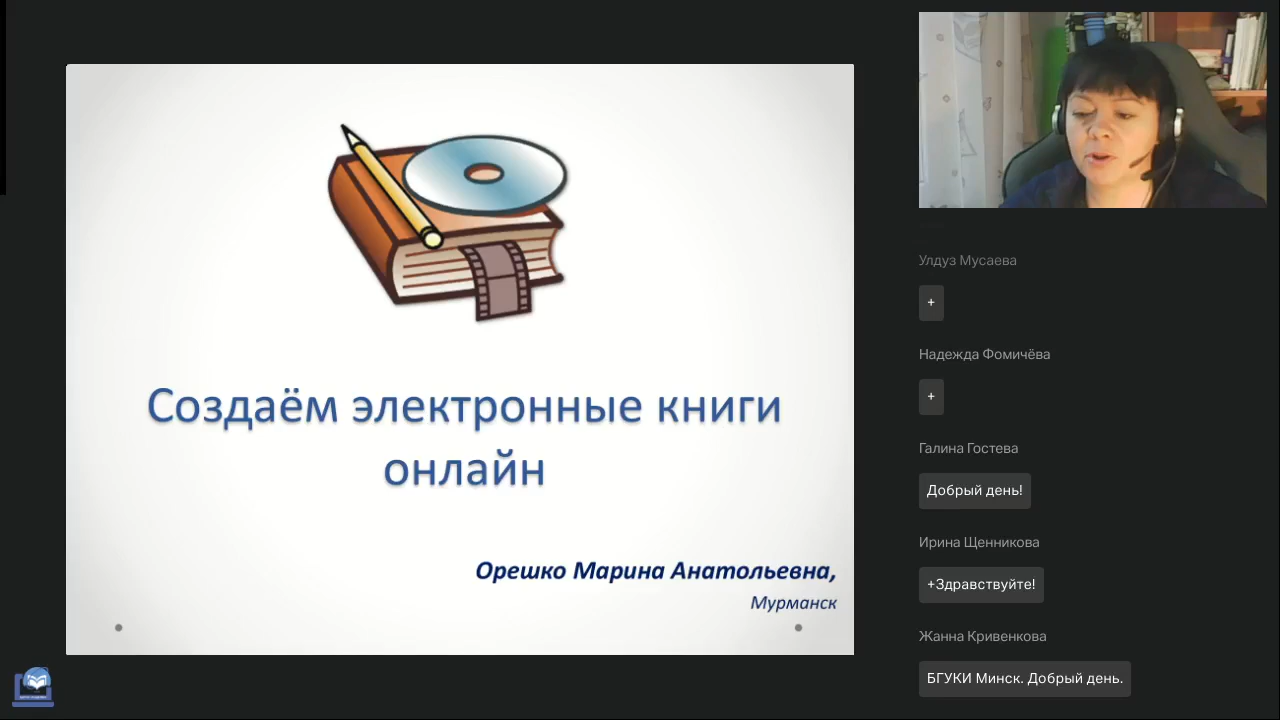 Создаём электронные книги
онлайн
Орешко Марина Анатольевна,
Мурманск
Улдуз Мусаева
+
Надежда Фомичёва
+
Галина Гостева
Добрый день!
Ирина Щенникова
+Здравствуйте!
Жанна Кривенкова
БГУКИ Минск. Добрый день.